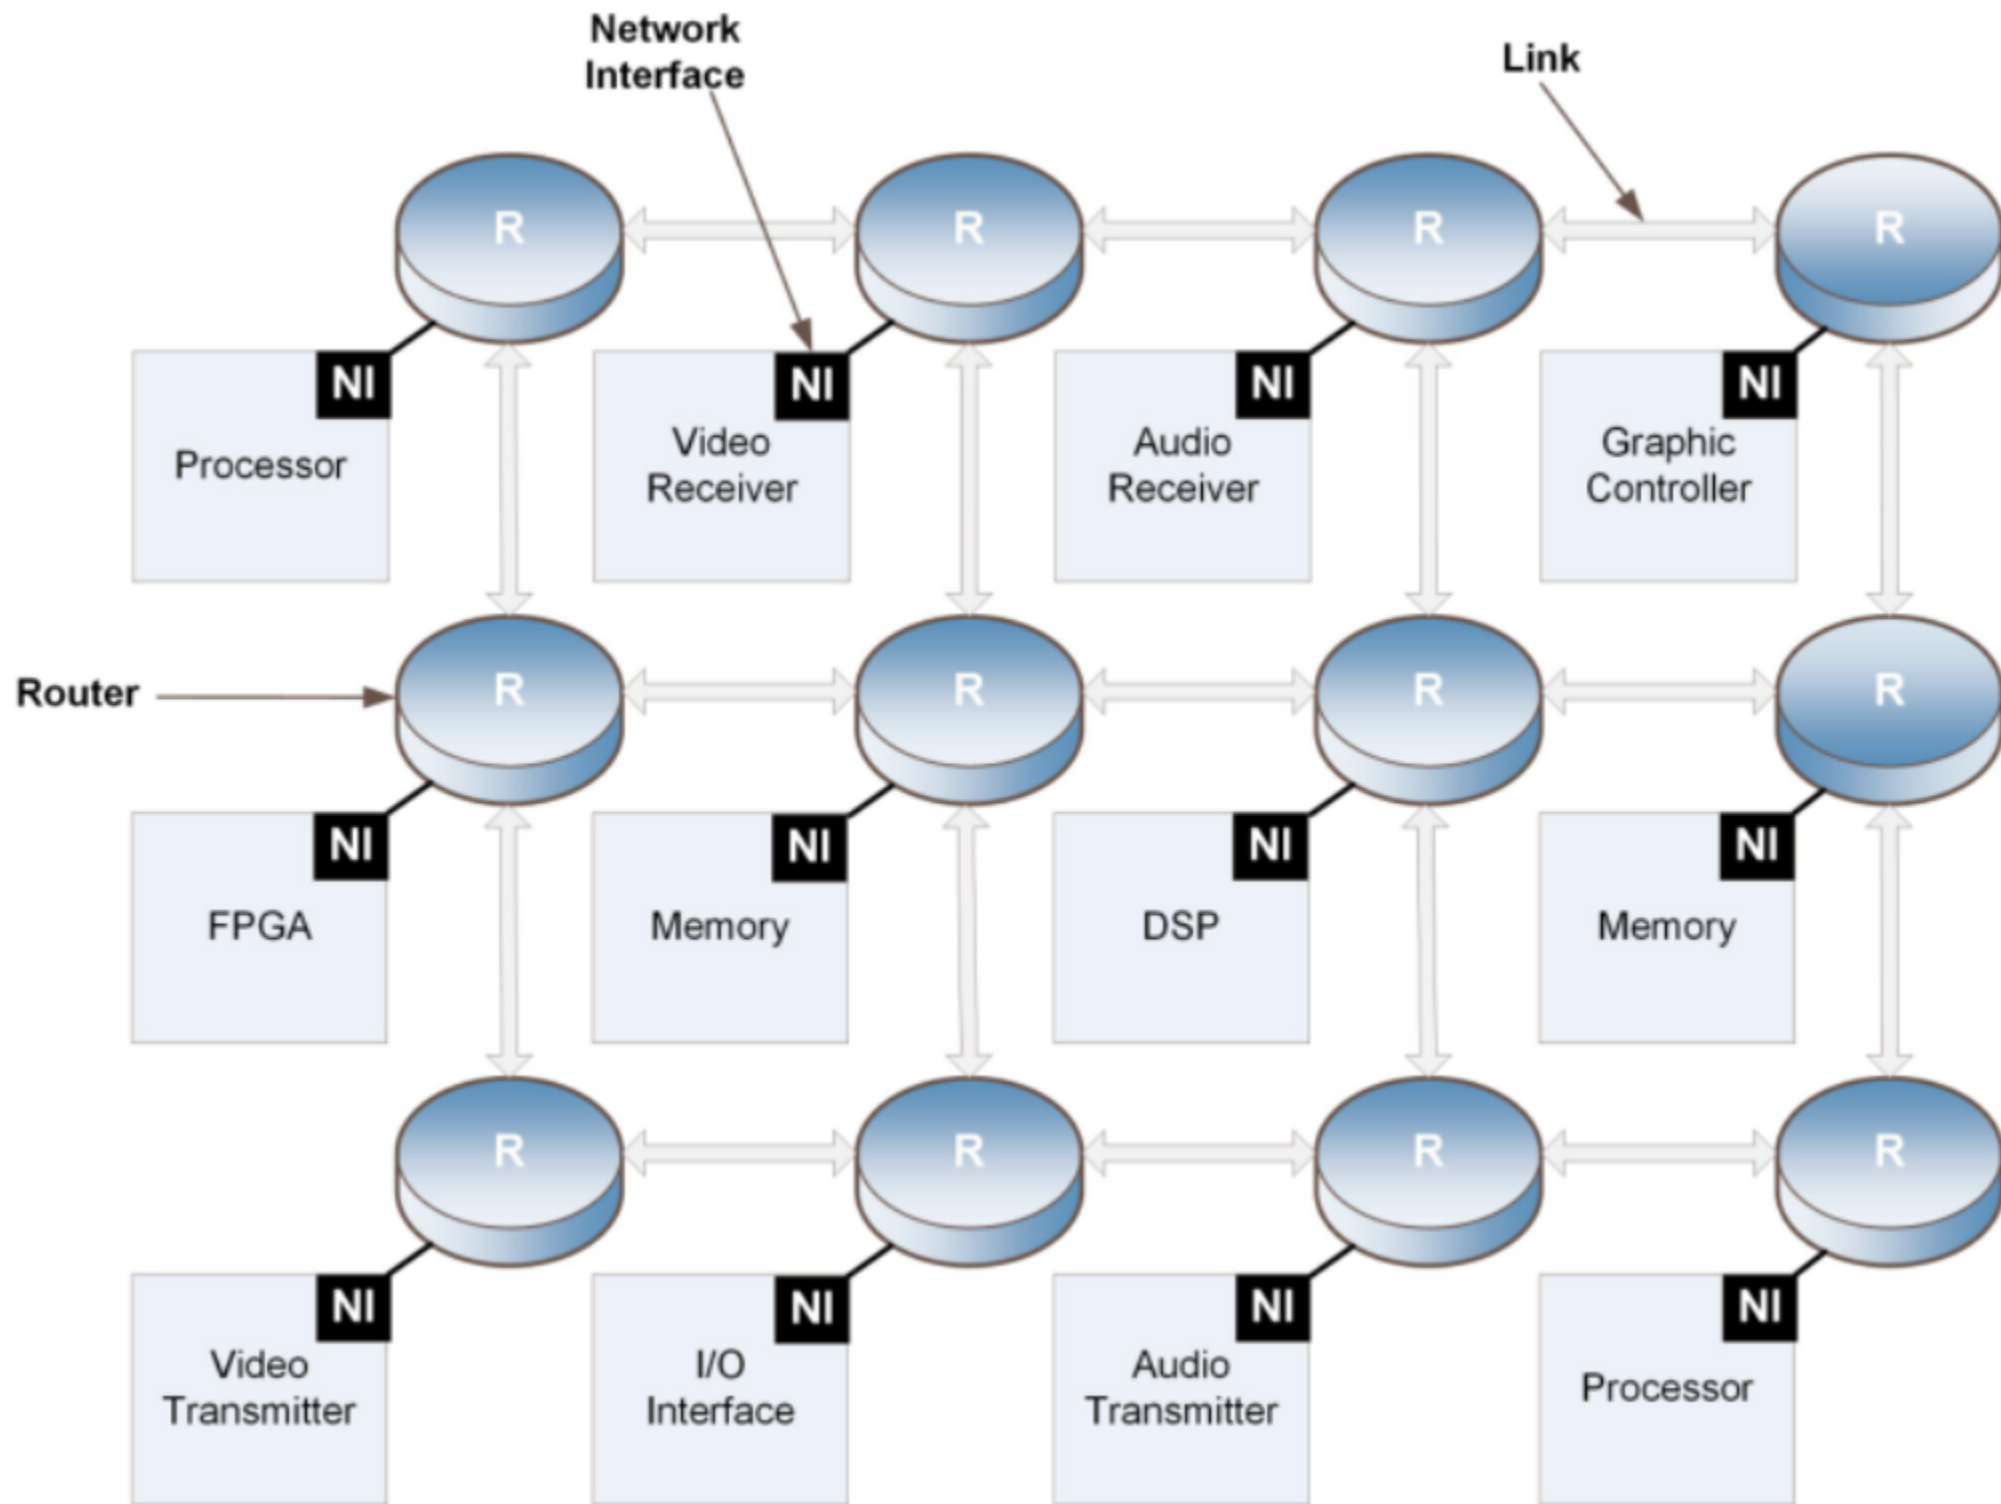 Network
Interface
Link
R R R R
NI NI NI NI
Processor
Video
Receiver
Audio
Receiver
Graphic
Controller
Router
R R R R
NI NI NI NI
FPGA
Memory
DSP
Memory
R R R R
NI NI NI NI
Video
Transmitter
I/O
Interface
Audio
Transmitter
Processor